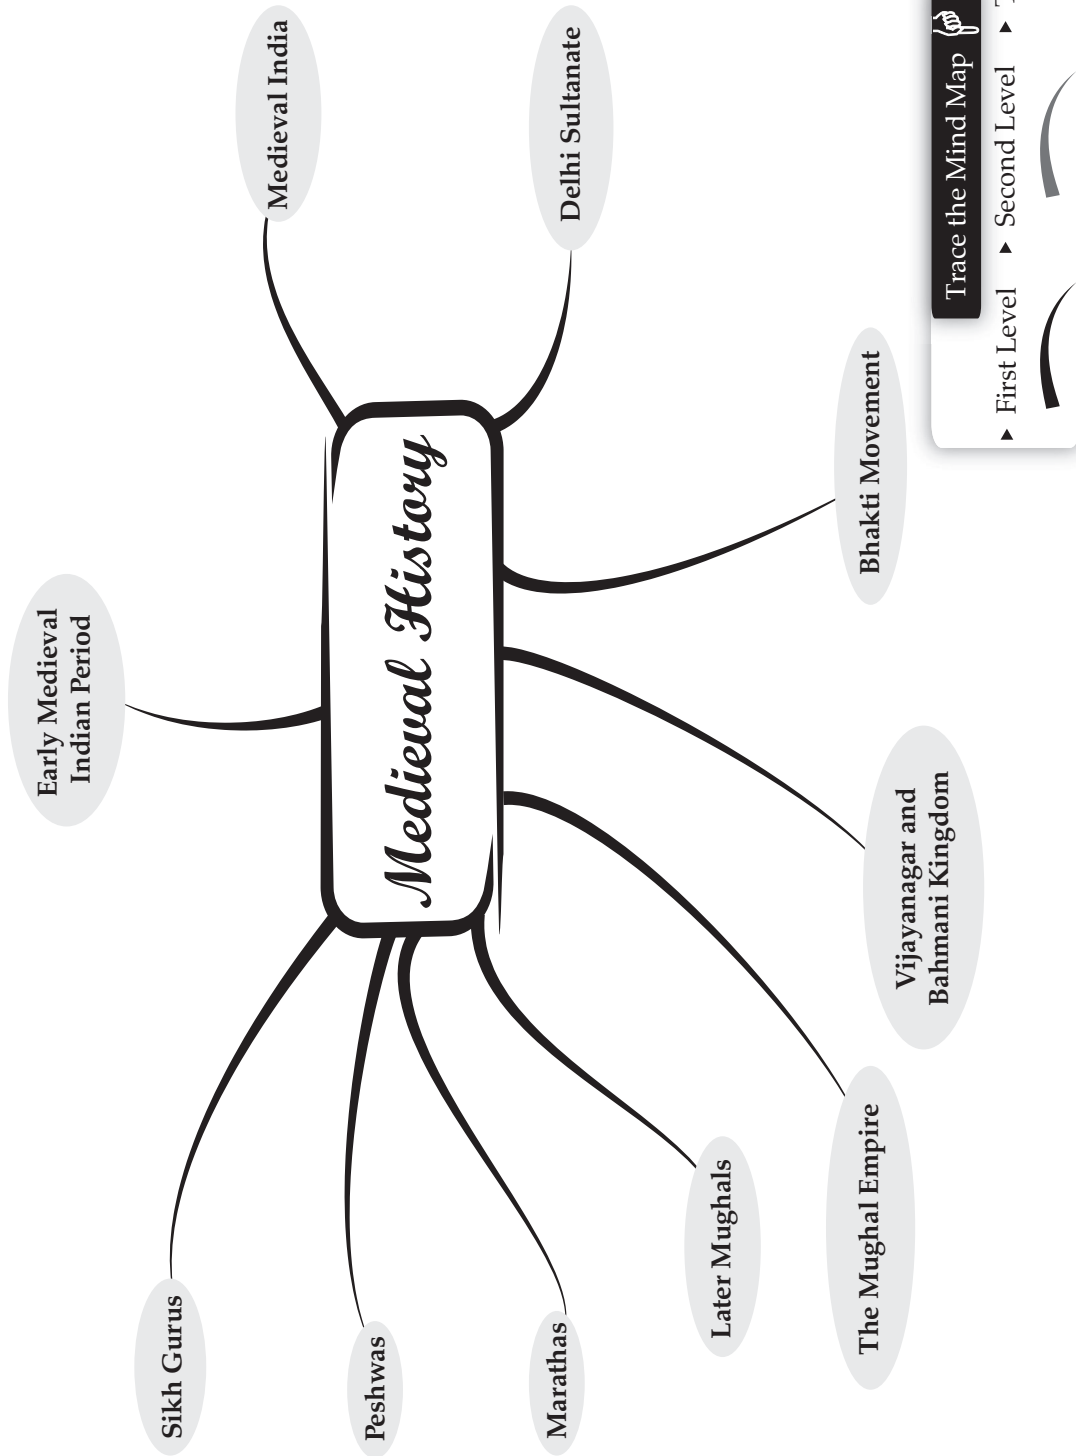 Medieval History
Early Medieval
Indian Period
Medieval India
Delhi Sultanate
Bhakti Movement
Vijayanagar and
Bahmani Kingdom
The Mughal Empire
Later Mughals
Marathas
Peshwas
Sikh Gurus
Trace the Mind Map
▶ First Level ▶ Second Level ▶